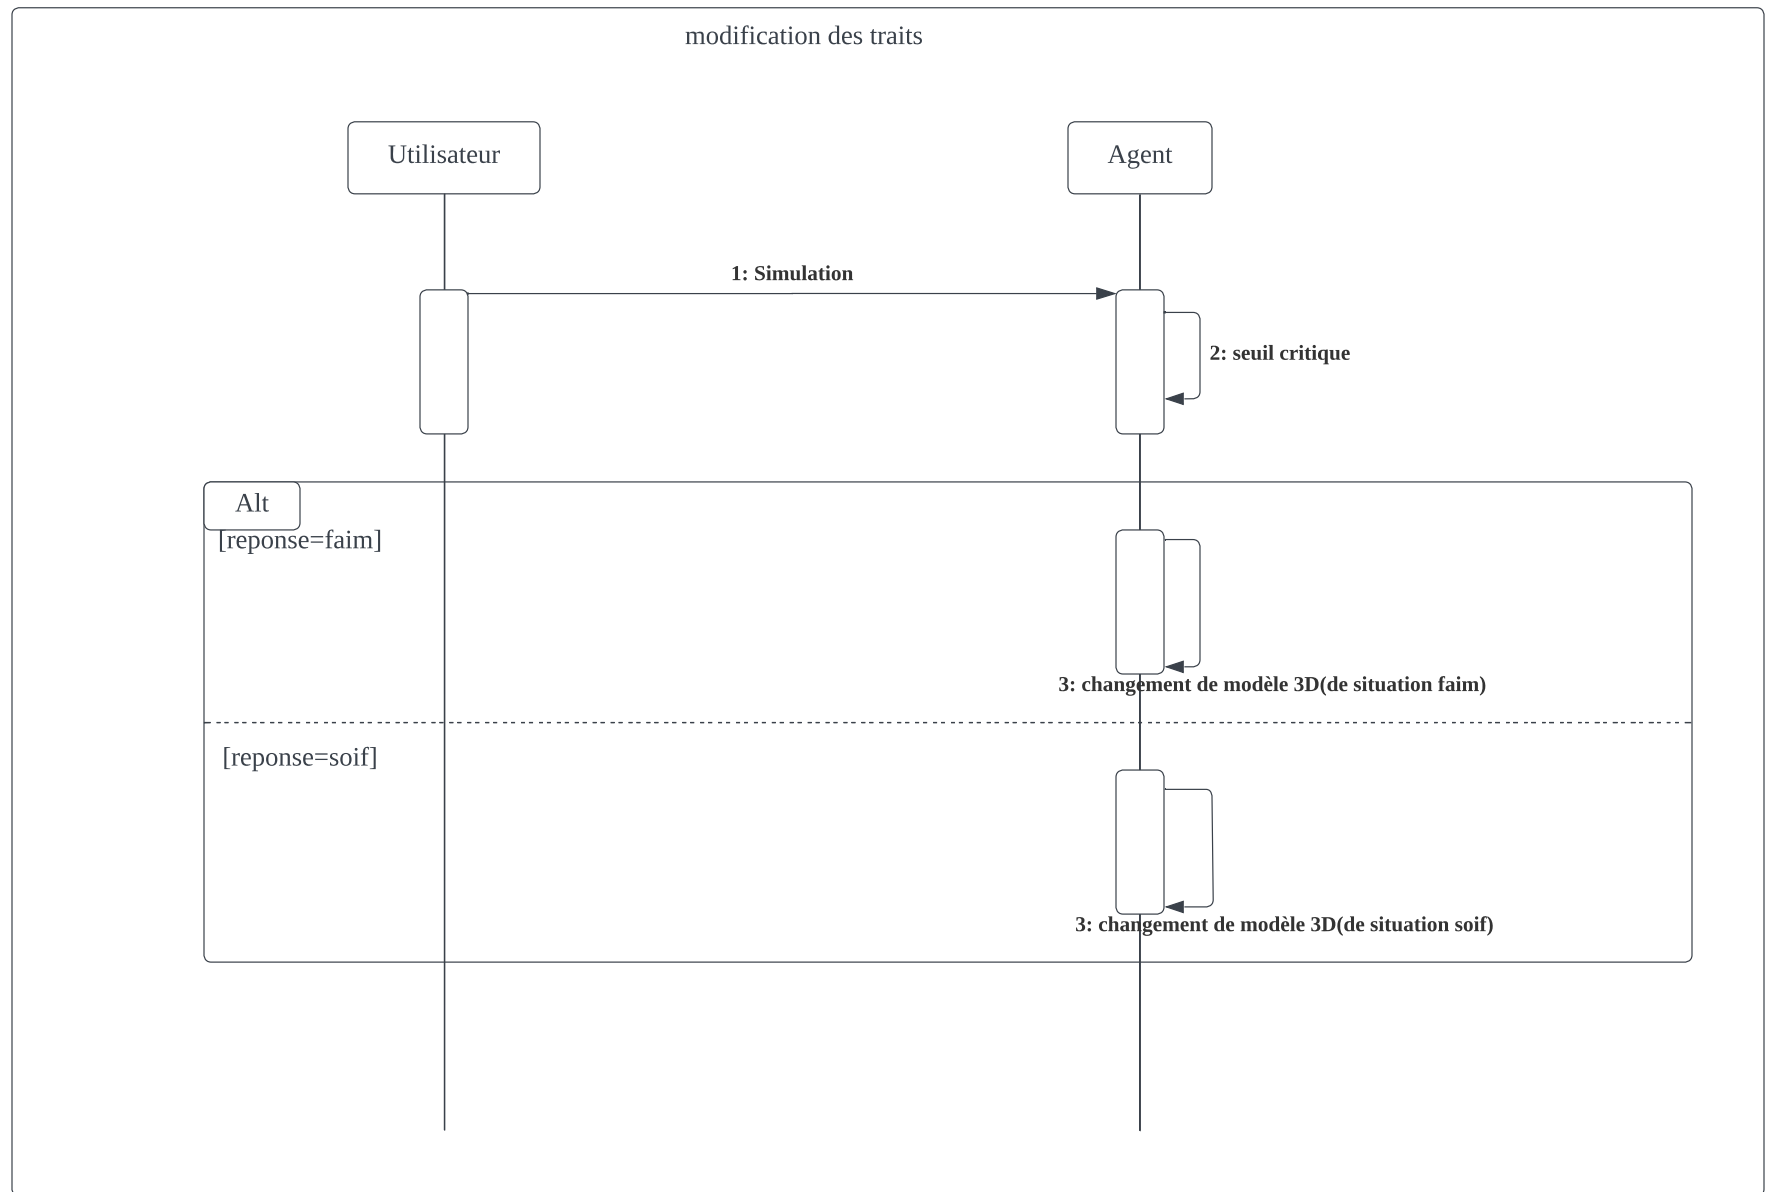 modification des traits
Utilisateur
Agent
1: Simulation
2: seuil critique
Alt
[reponse=faim]
3: changement de modèle 3D(de situation faim)
[reponse=soif]
3: changement de modèle 3D(de situation soif)